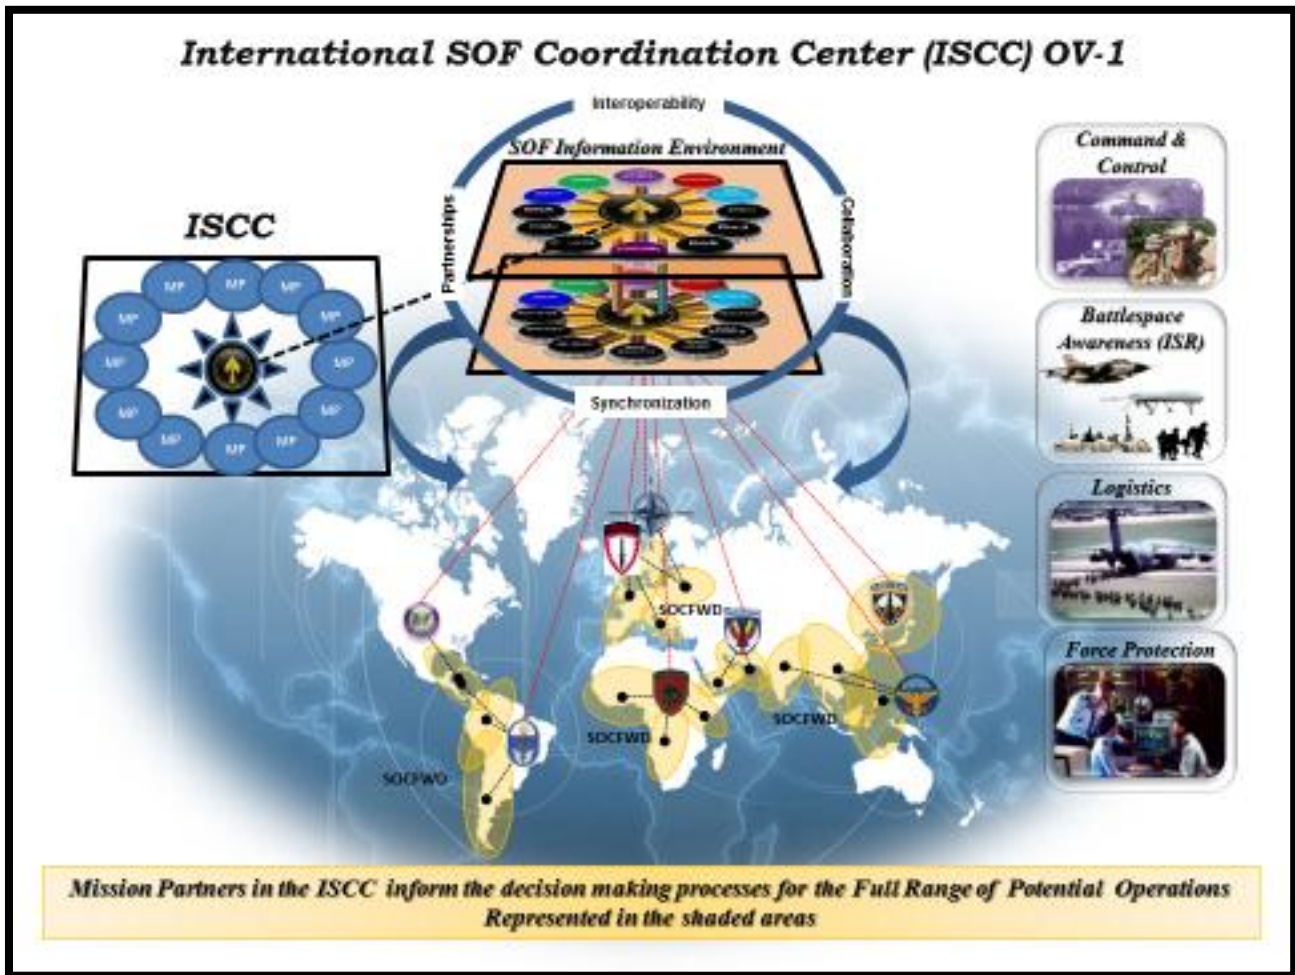 International SOF Coordination Center (ISCC) OV-1
Interoperability
SOF Information Environment
Partnerships
Collaboration
Synchronization
ISCC
MP
MP
MP
MP
MP
MP
MP
MP
MP
MP
MP
MP
Command &
Control
Battlespace
Awareness (ISR)
Logistics
Force Protection
SOCFWD
SOCFWD
SOCFWD
SOCFWD
Mission Partners in the ISCC inform the decision making processes for the Full Range of Potential Operations
Represented in the shaded areas